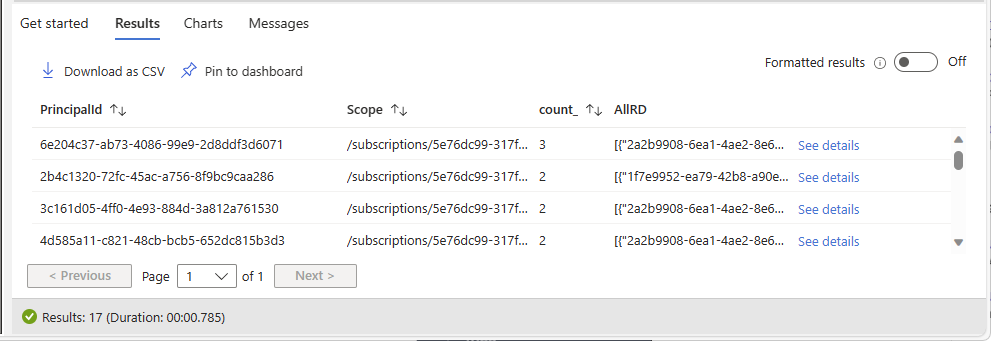 Get started Results Charts Messages
Download as CSV Pin to dashboard Formatted results Off
PrincipalId Scope count_ AllRD
6e204c37-ab73-4086-99e9-2d8ddf3d6071 /subscriptions/5e76dc99-317f... 3 [{"2a2b9908-6ea1-4ae2-8e6... See details
2b4c1320-72fc-45ac-a756-8f9bc9caa286 /subscriptions/5e76dc99-317f... 2 [{"1f7e9952-ea79-42b8-a90e... See details
3c161d05-4ff0-4e93-884d-3a812a761530 /subscriptions/5e76dc99-317f... 2 [{"2a2b9908-6ea1-4ae2-8e6... See details
4d585a11-c821-48cb-bcb5-652dc815b3d3 /subscriptions/5e76dc99-317f... 2 [{"2a2b9908-6ea1-4ae2-8e6... See details
< Previous Page 1 of 1 Next >
Results: 17 (Duration: 00:00.785)